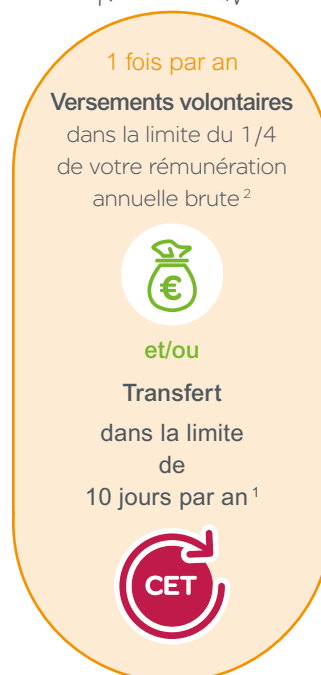 1 fois par an
Versements volontaires
dans la limite du 1/4
de votre rémunération
annuelle brute ²
€
et/ou
Transfert
dans la limite
de
10 jours par an ¹
CET